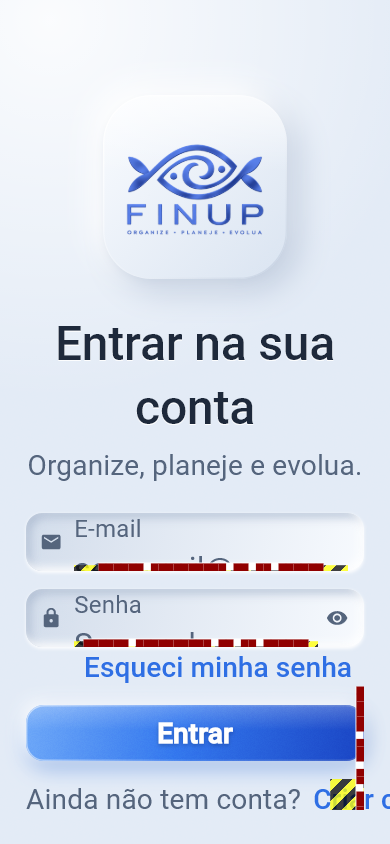 FINUP
ORGANIZE • PLANEJE • EVOLUA
Entrar na sua
conta
Organize, planeje e evolua.
E-mail
Senha
Esqueci minha senha
Entrar
Ainda não tem conta?